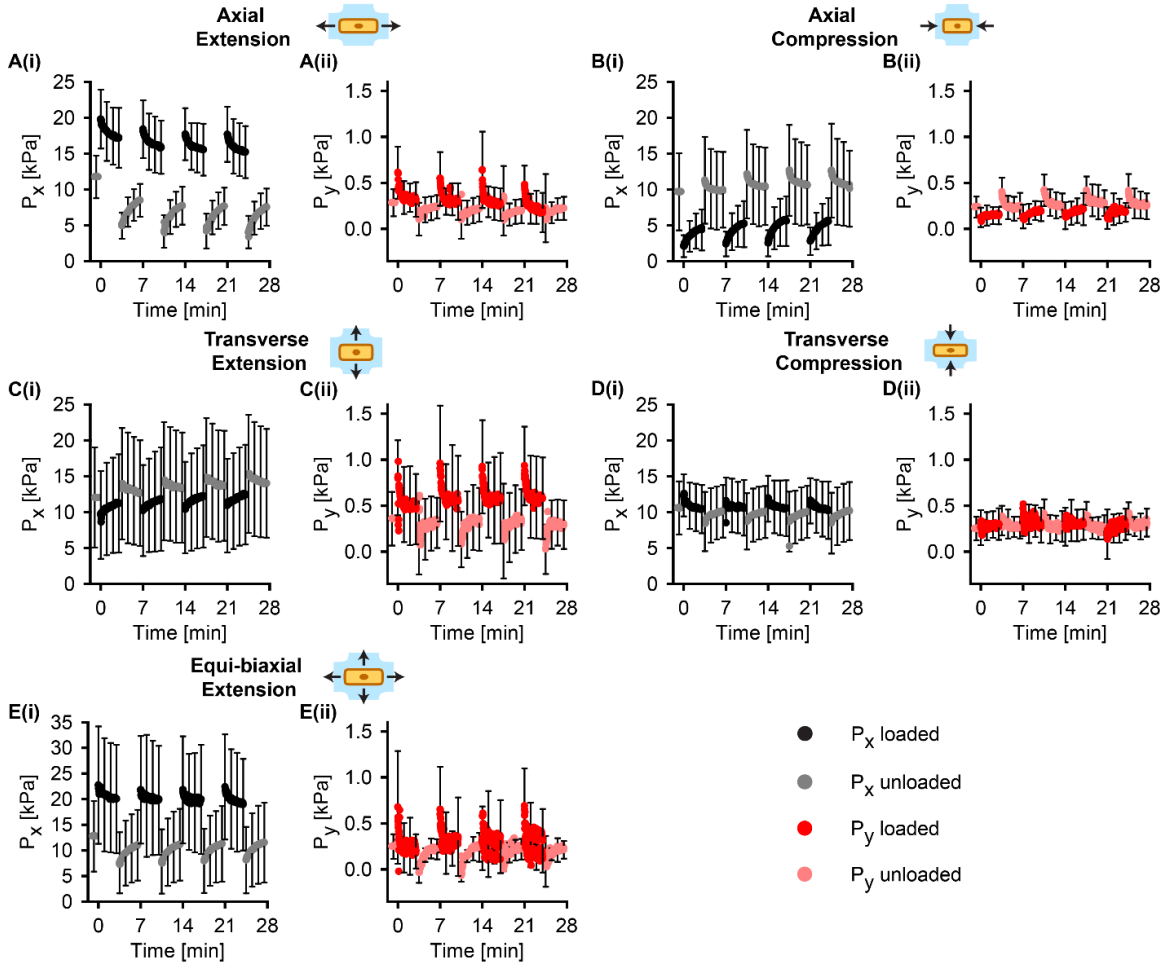 Axial
Extension
Axial
Compression
A(i)
A(ii)
B(i)
B(ii)
25
20
15
10
5
0
Px [kPa]
0 7 14 21 28
Time [min]
1.5
1.0
0.5
0.0
Py [kPa]
0 7 14 21 28
Time [min]
25
20
15
10
5
0
Px [kPa]
0 7 14 21 28
Time [min]
1.5
1.0
0.5
0.0
Py [kPa]
0 7 14 21 28
Time [min]
Transverse
Extension
Transverse
Compression
C(i)
C(ii)
D(i)
D(ii)
25
20
15
10
5
0
Px [kPa]
0 7 14 21 28
Time [min]
1.5
1.0
0.5
0.0
Py [kPa]
0 7 14 21 28
Time [min]
25
20
15
10
5
0
Px [kPa]
0 7 14 21 28
Time [min]
1.5
1.0
0.5
0.0
Py [kPa]
0 7 14 21 28
Time [min]
Equi-biaxial
Extension
E(i)
E(ii)
35
30
25
20
15
10
5
0
Px [kPa]
0 7 14 21 28
Time [min]
1.5
1.0
0.5
0.0
Py [kPa]
0 7 14 21 28
Time [min]
Px loaded
Px unloaded
Py loaded
Py unloaded